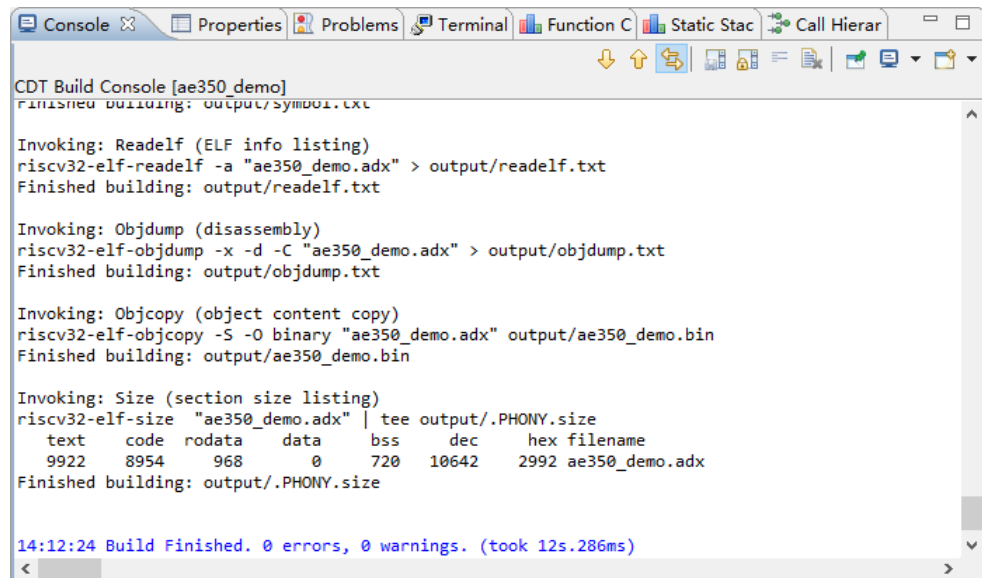 Console Properties Problems Terminal Function C Static Stac Call Hierar
CDT Build Console [ae350_demo]
Finished building: output/symbol.txt
Invoking: Readelf (ELF info listing)
riscv32-elf-readelf -a "ae350_demo.adx" > output/readelf.txt
Finished building: output/readelf.txt
Invoking: Objdump (disassembly)
riscv32-elf-objdump -x -d -C "ae350_demo.adx" > output/objdump.txt
Finished building: output/objdump.txt
Invoking: Objcopy (object content copy)
riscv32-elf-objcopy -S -O binary "ae350_demo.adx" output/ae350_demo.bin
Finished building: output/ae350_demo.bin
Invoking: Size (section size listing)
riscv32-elf-size  "ae350_demo.adx" | tee output/.PHONY.size
text code rodata data bss dec hex filename
9922 8954 968 0 720 10642 2992 ae350_demo.adx
Finished building: output/.PHONY.size
14:12:24 Build Finished. 0 errors, 0 warnings. (took 12s.286ms)